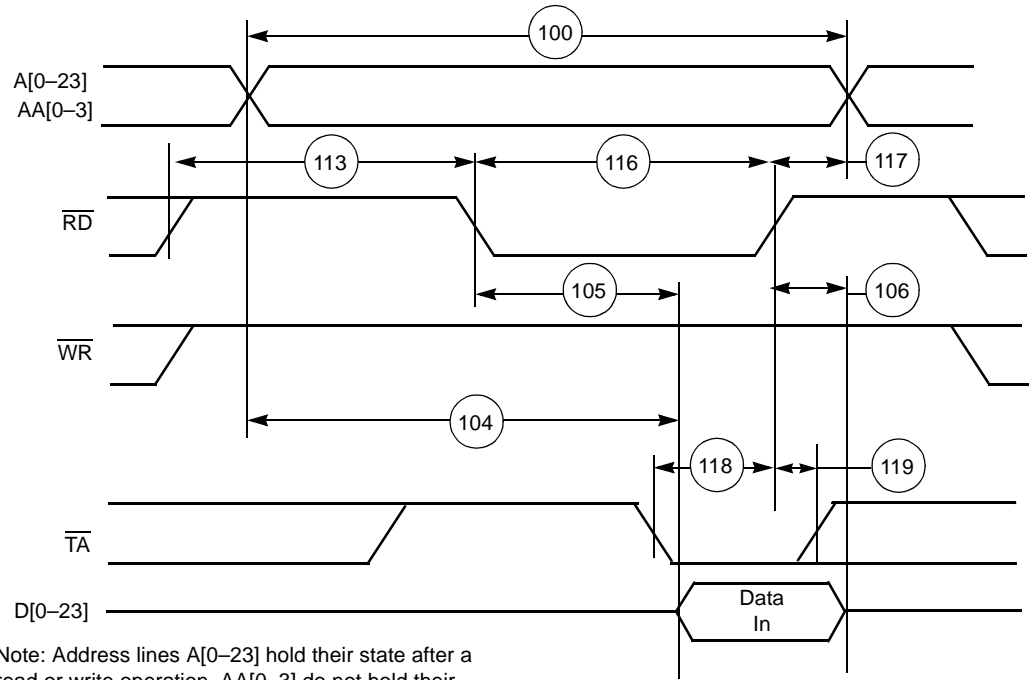 100
A[0–23]
AA[0–3]
113
116
117
RD
105
106
WR
104
118
119
TA
D[0–23]
Data
In
Note: Address lines A[0–23] hold their state after a
read or write operation. AA[0–3] do not hold their